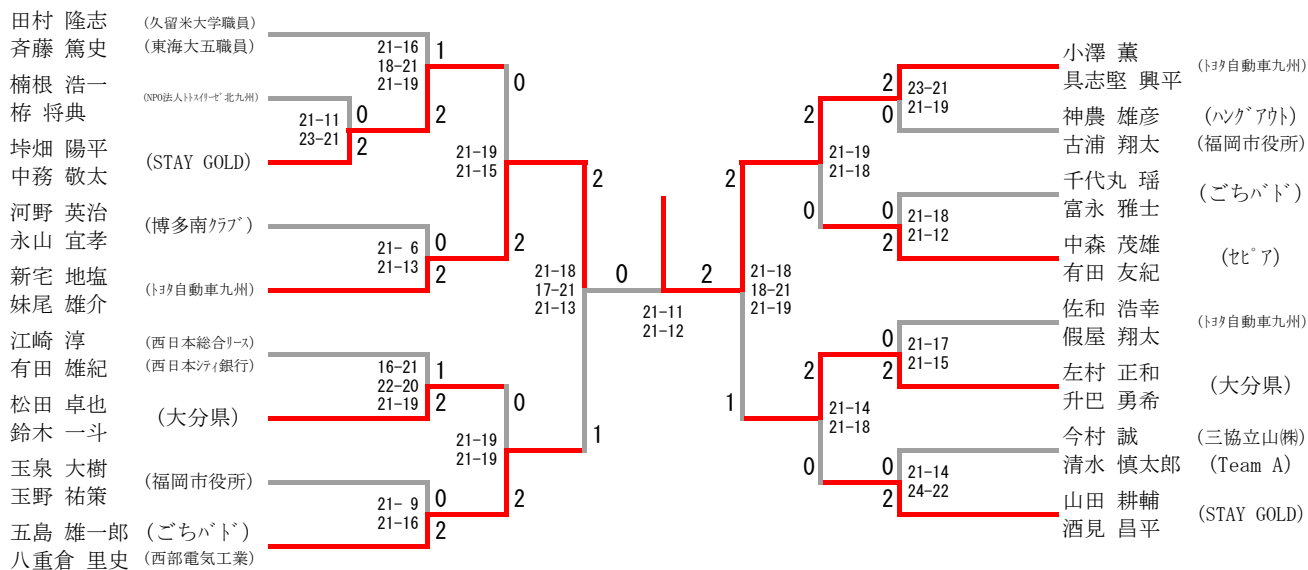 田村 隆志 (久留米大学職員)
斉藤 篤史 (東海大五職員)
21-16
18-21
21-19
1
0
楠根 浩一 (NPO法人ﾄﾄｽｲﾘｰｾﾞ北九州)
栫 将典
21-11
23-21
0
2
2
垰畑 陽平 (STAY GOLD)
中務 敬太
21-19
21-15
2
河野 英治 (博多南ｸﾗﾌﾞ)
永山 宜孝
21- 6
21-13
0
2
2
新宅 地塩 (ﾄﾖﾀ自動車九州)
妹尾 雄介
21-18
17-21
21-13
0
江崎 淳 (西日本総合ﾘｰｽ)
有田 雄紀 (西日本ｼﾃｨ銀行)
16-21
22-20
21-19
1
2
0
松田 卓也 (大分県)
鈴木 一斗
21-19
21-19
1
玉泉 大樹 (福岡市役所)
玉野 祐策
21- 9
21-16
0
2
2
五島 雄一郎 (ごちﾊﾞﾄﾞ)
八重倉 里史 (西部電気工業)
21-11
21-12
2
小澤 薫 (ﾄﾖﾀ自動車九州)
具志堅 興平
2
23-21
21-19
0
2
神農 雄彦 (ﾊﾝｸﾞｱｳﾄ)
古浦 翔太 (福岡市役所)
21-19
21-18
2
千代丸 瑶 (ごちﾊﾞﾄﾞ)
富永 雅士
0
0
21-18
21-12
2
中森 茂雄 (ｾﾋﾟｱ)
有田 友紀
21-18
18-21
21-19
佐和 浩幸 (ﾄﾖﾀ自動車九州)
假屋 翔太
0
21-17
21-15
2
2
左村 正和 (大分県)
升巴 勇希
1
21-14
21-18
今村 誠 (三協立山㈱)
清水 慎太郎 (Team A)
0
0
21-14
24-22
2
山田 耕輔 (STAY GOLD)
酒見 昌平